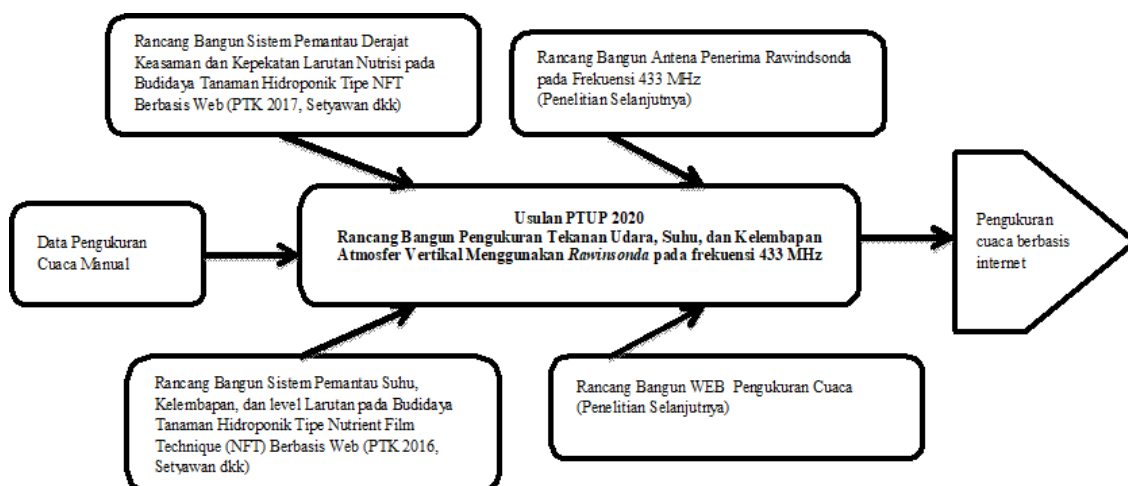 Rancang Bangun Sistem Pemantau Derajat
Keasaman dan Kepekatan Larutan Nutrisi pada
Budidaya Tanaman Hidroponik Tipe NFT
Berbasis Web (PTK 2017, Setyawan dkk)
Rancang Bangun Antena Penerima Rawindsonda
pada Frekuensi 433 MHz
(Penelitian Selanjutnya)
Data Pengukuran
Cuaca Manual
Usulan PTUP 2020
Rancang Bangun Pengukuran Tekanan Udara, Suhu, dan Kelembapan
Atmosfer Vertikal Menggunakan Rawinsonda pada frekuensi 433 MHz
Pengukuran
cuaca berbasis
internet
Rancang Bangun Sistem Pemantau Suhu,
Kelembapan, dan level Larutan pada Budidaya
Tanaman Hidroponik Tipe Nutrient Film
Technique (NFT) Berbasis Web (PTK 2016,
Setyawan dkk)
Rancang Bangun WEB Pengukuran Cuaca
(Penelitian Selanjutnya)